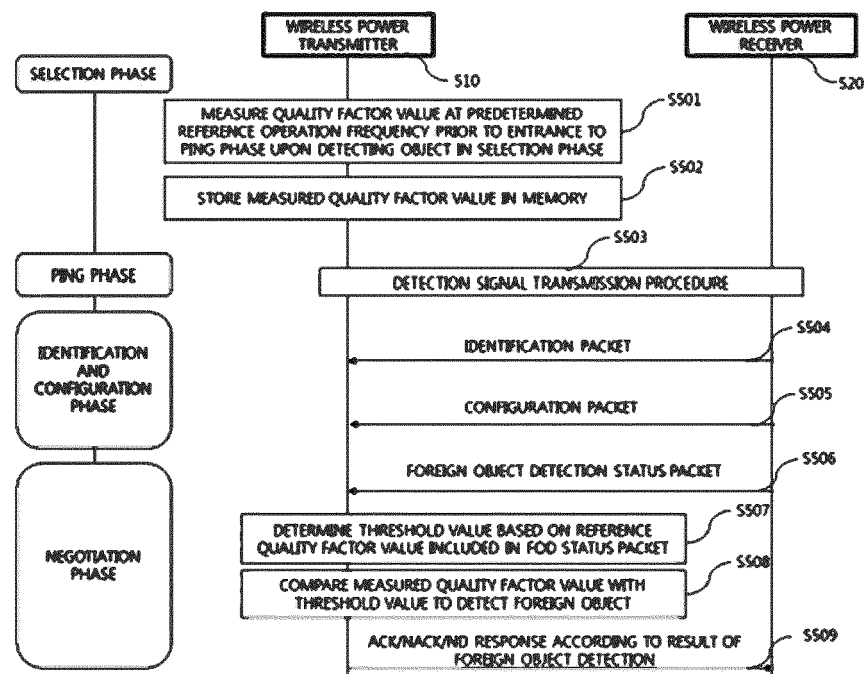 WIRELESS POWER
TRANSMITTER
WIRELESS POWER
RECEIVER
SELECTION PHASE
S10
S20
MEASURE QUALITY FACTOR VALUE AT PREDETERMINED
REFERENCE OPERATION FREQUENCY PRIOR TO ENTRANCE TO
PING PHASE UPON DETECTING OBJECT IN SELECTION PHASE
S501
STORE MEASURED QUALITY FACTOR VALUE IN MEMORY
S502
S503
PING PHASE
DETECTION SIGNAL TRANSMISSION PROCEDURE
IDENTIFICATION
AND
CONFIGURATION
PHASE
IDENTIFICATION PACKET
S504
CONFIGURATION PACKET
S505
FOREIGN OBJECT DETECTION STATUS PACKET
S506
NEGOTIATION
PHASE
DETERMINE THRESHOLD VALUE BASED ON REFERENCE
QUALITY FACTOR VALUE INCLUDED IN FOD STATUS PACKET
S507
COMPARE MEASURED QUALITY FACTOR VALUE WITH
THRESHOLD VALUE TO DETECT FOREIGN OBJECT
S508
ACK/NACK/ND RESPONSE ACCORDING TO RESULT OF
FOREIGN OBJECT DETECTION
S509